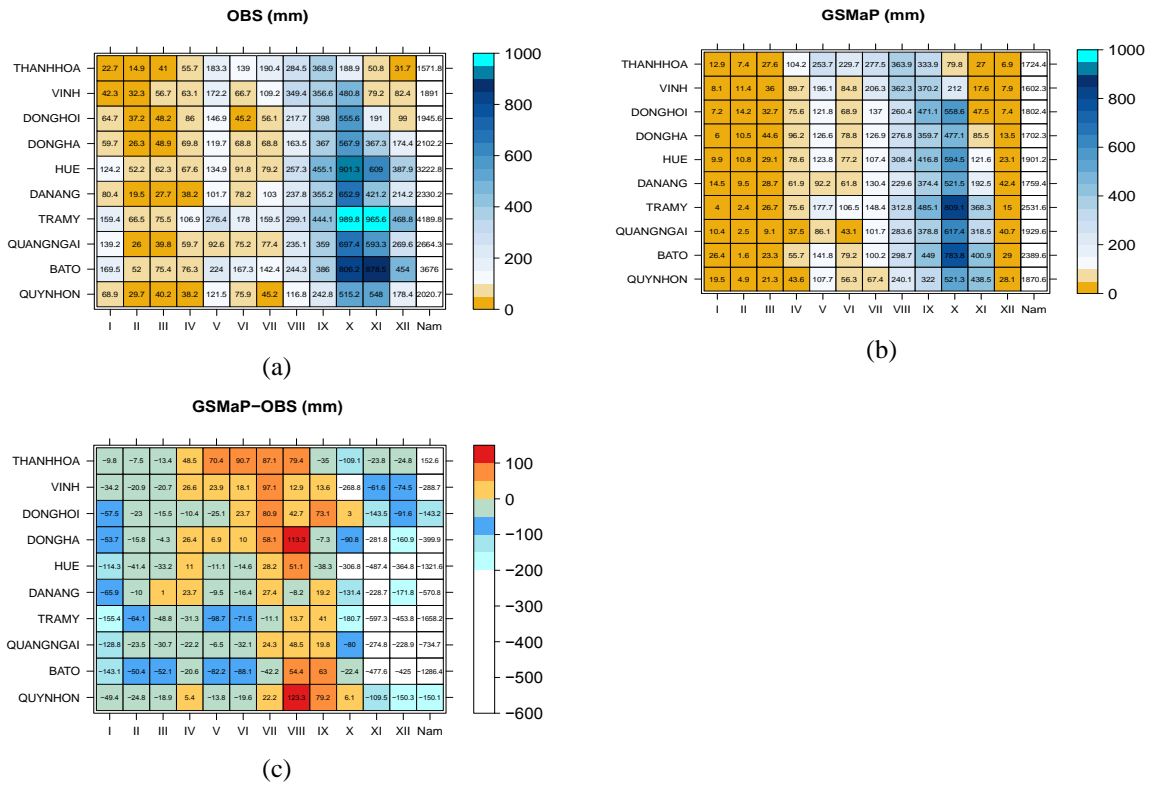 OBS (mm)
I II III IV V VI VII VIII IX X XI XII Nam
THANHHOA 22.7 14.9 41 55.7 183.3 139 190.4 284.5 368.9 188.9 50.8 31.7 1571.8
VINH 42.3 32.3 56.7 63.1 172.2 66.7 109.2 349.4 356.6 480.8 79.2 82.4 1891
DONGHOI 64.7 37.2 48.2 86 146.9 45.2 56.1 217.7 398 555.6 191 99 1945.6
DONGHA 59.7 26.3 48.9 69.8 119.7 68.8 68.8 163.5 367 567.9 367.3 174.4 2102.2
HUE 124.2 52.2 62.3 67.6 134.9 91.8 79.2 257.3 455.1 901.3 609 387.9 3222.8
DANANG 80.4 19.5 27.7 38.2 101.7 78.2 103 237.8 355.2 652.9 421.2 214.2 2330.2
TRAMY 159.4 66.5 75.5 106.9 276.4 178 159.5 299.1 444.1 989.8 965.6 468.8 4189.8
QUANGNGAI 139.2 26 39.8 59.7 92.6 75.2 77.4 235.1 359 697.4 593.3 269.6 2664.3
BATO 169.5 52 75.4 76.3 224 167.3 142.4 244.3 386 806.2 878.5 454 3676
QUYNHON 68.9 29.7 40.2 38.2 121.5 75.9 45.2 116.8 242.8 515.2 548 178.4 2020.7
1000
800
600
400
200
0
(a)
GSMaP (mm)
THANHHOA 12.9 7.4 27.6 104.2 253.7 229.7 277.5 363.9 333.9 79.8 27 6.9 1724.4
VINH 8.1 11.4 36 89.7 196.1 84.8 206.3 362.3 370.2 212 17.6 7.9 1602.3
DONGHOI 7.2 14.2 32.7 75.6 121.8 68.9 137 260.4 471.1 558.6 47.5 7.4 1802.4
DONGHA 6 10.5 44.6 96.2 126.6 78.8 126.9 276.8 359.7 477.1 85.5 13.5 1702.3
HUE 9.9 10.8 29.1 78.6 123.8 77.2 107.4 308.4 416.8 594.5 121.6 23.1 1901.2
DANANG 14.5 9.5 28.7 61.9 92.2 61.8 130.4 229.6 374.4 521.5 192.5 42.4 1759.4
TRAMY 4 2.4 26.7 75.6 177.7 106.5 148.4 312.8 485.1 809.1 368.3 15 2531.6
QUANGNGAI 10.4 2.5 9.1 37.5 86.1 43.1 101.7 283.6 378.8 617.4 318.5 40.7 1929.6
BATO 26.4 1.6 23.3 55.7 141.8 79.2 100.2 298.7 449 783.8 400.9 29 2389.6
QUYNHON 19.5 4.9 21.3 43.6 107.7 56.3 67.4 240.1 322 521.3 438.5 28.1 1870.6
I II III IV V VI VII VIII IX X XI XII Nam
1000
800
600
400
200
0
(b)
GSMaP−OBS (mm)
THANHHOA −9.8 −7.5 −13.4 48.5 70.4 90.7 87.1 79.4 −35 −109.1 −23.8 −24.8 152.6
VINH −34.2 −20.9 −20.7 26.6 23.9 18.1 97.1 12.9 13.6 −268.8 −61.6 −74.5 −288.7
DONGHOI −57.5 −23 −15.5 −10.4 −25.1 23.7 80.9 42.7 73.1 3 −143.5 −91.6 −143.2
DONGHA −53.7 −15.8 −4.3 26.4 6.9 10 58.1 113.3 −7.3 −90.8 −281.8 −160.9 −399.9
HUE −114.3 −41.4 −33.2 11 −11.1 −14.6 28.2 51.1 −38.3 −306.8 −487.4 −364.8 −1321.6
DANANG −65.9 −10 1 23.7 −9.5 −16.4 27.4 −8.2 19.2 −131.4 −228.7 −171.8 −570.8
TRAMY −155.4 −64.1 −48.8 −31.3 −98.7 −71.5 −11.1 13.7 41 −180.7 −597.3 −453.8 −1658.2
QUANGNGAI −128.8 −23.5 −30.7 −22.2 −6.5 −32.1 24.3 48.5 19.8 −80 −274.8 −228.9 −734.7
BATO −143.1 −50.4 −52.1 −20.6 −82.2 −88.1 −42.2 54.4 63 −22.4 −477.6 −425 −1286.4
QUYNHON −49.4 −24.8 −18.9 5.4 −13.8 −19.6 22.2 123.3 79.2 6.1 −109.5 −150.3 −150.1
I II III IV V VI VII VIII IX X XI XII Nam
100
0
−100
−200
−300
−400
−500
−600
(c)